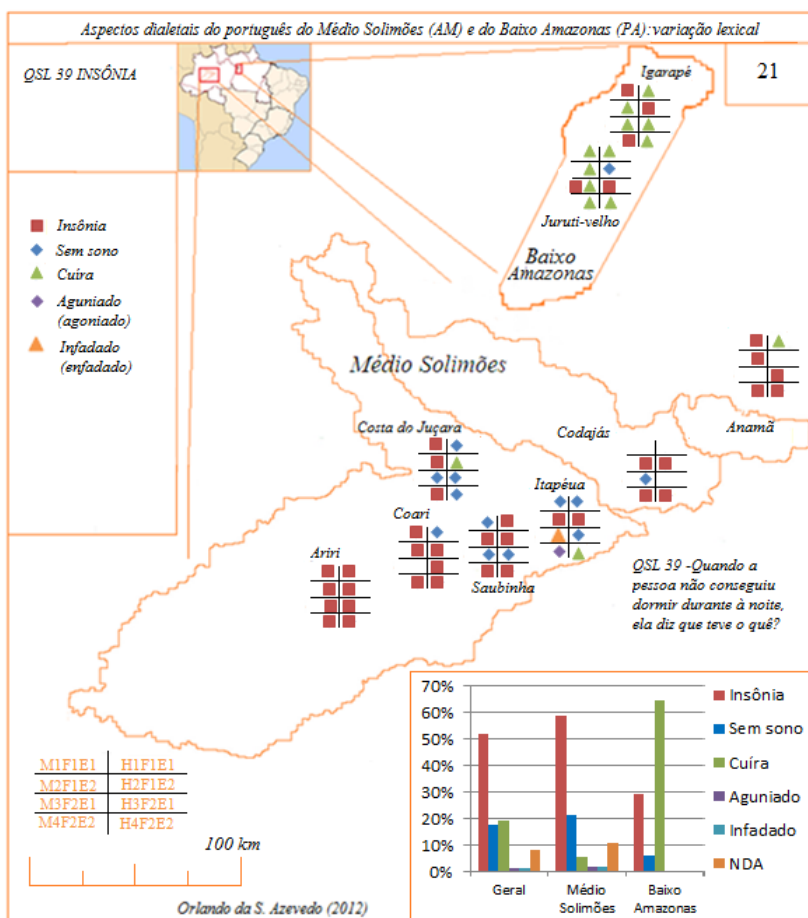 Aspectos dialetais do português do Médio Solimões (AM) e do Baixo Amazonas (PA):variação lexical
QSL 39 INSÔNIA
21
Insônia
Sem sono
Cuíra
Aguniado
(agoniado)
Infadado
(enfadado)
Igarapé
Juruti-velho
Baixo
Amazonas
Médio Solimões
Anamã
Costa do Juçara
Codajás
Itapéua
Coari
Ariri
Saubinha
QSL 39 -Quando a
pessoa não conseguiu
dormir durante à noite,
ela diz que teve o quê?
M1F1E1 H1F1E1
M2F1E2 H2F1E2
M3F2E1 H3F2E1
M4F2E2 H4F2E2
100 km
Orlando da S. Azevedo (2012)
70%
60%
50%
40%
30%
20%
10%
0%
Geral
Médio
Solimões
Baixo
Amazonas
Insônia
Sem sono
Cuíra
Aguniado
Infadado
NDA